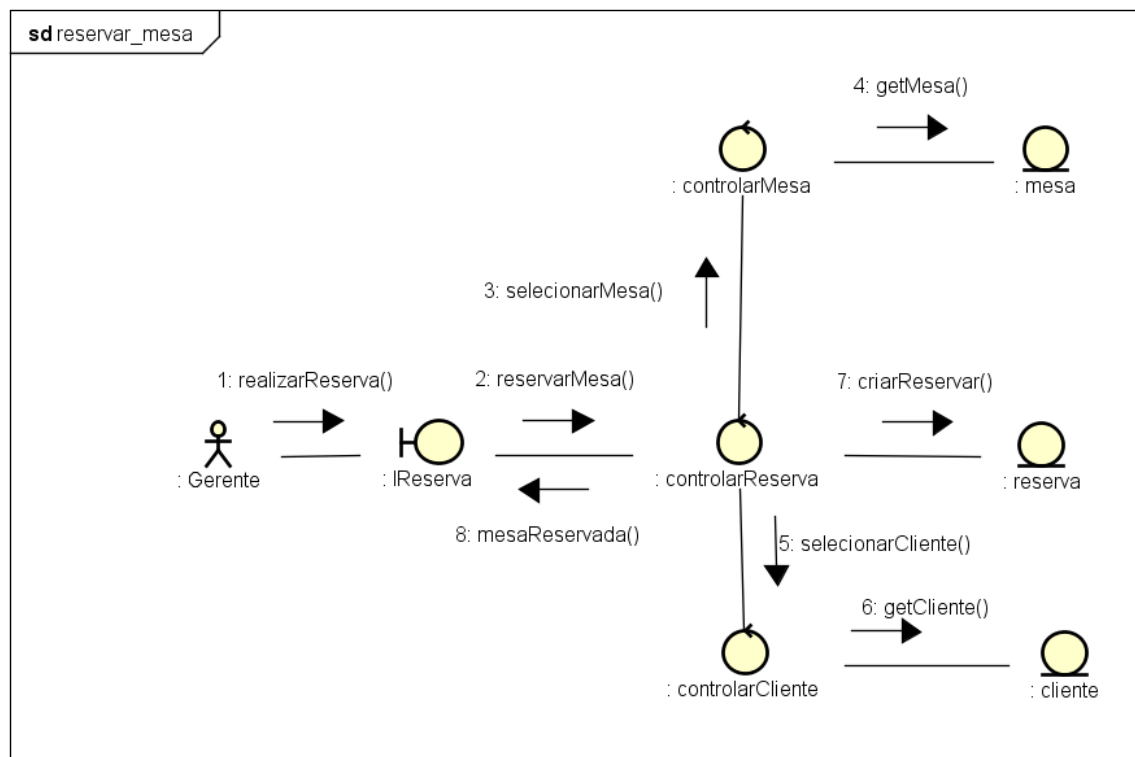 sd reservar_mesa
4: getMesa()
: controlarMesa
: mesa
3: selecionarMesa()
1: realizarReserva()
2: reservarMesa()
7: criarReservar()
: Gerente
: IReserva
: controlarReserva
: reserva
8: mesaReservada()
5: selecionarCliente()
6: getCliente()
: controlarCliente
: cliente